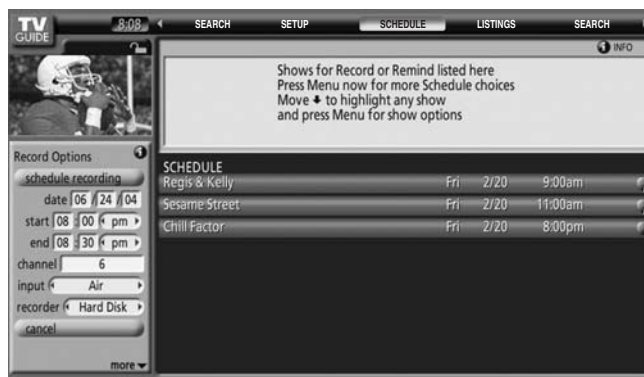 TV
GUIDE
8:08
SEARCH SETUP SCHEDULE LISTINGS SEARCH
INFO
Shows for Record or Remind listed here
Press Menu now for more Schedule choices
Move to highlight any show
and press Menu for show options
Record Options
schedule recording
date 06 / 24 / 04
start 08 : 00 pm
end 08 : 30 pm
channel 6
input Air
recorder Hard Disk
cancel
more
SCHEDULE
Regis & Kelly Fri 2/20 9:00am
Sesame Street Fri 2/20 11:00am
Chill Factor Fri 2/20 8:00pm